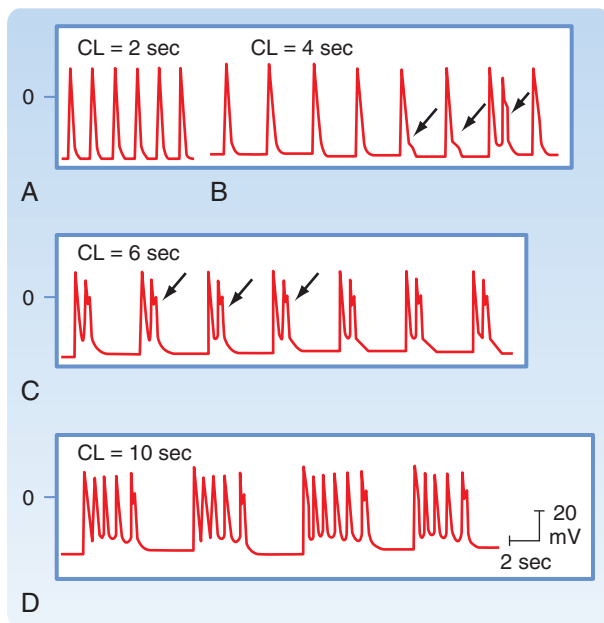 CL = 2 sec CL = 4 sec
0
A B
CL = 6 sec
0
C
CL = 10 sec
0
20
mV
2 sec
D